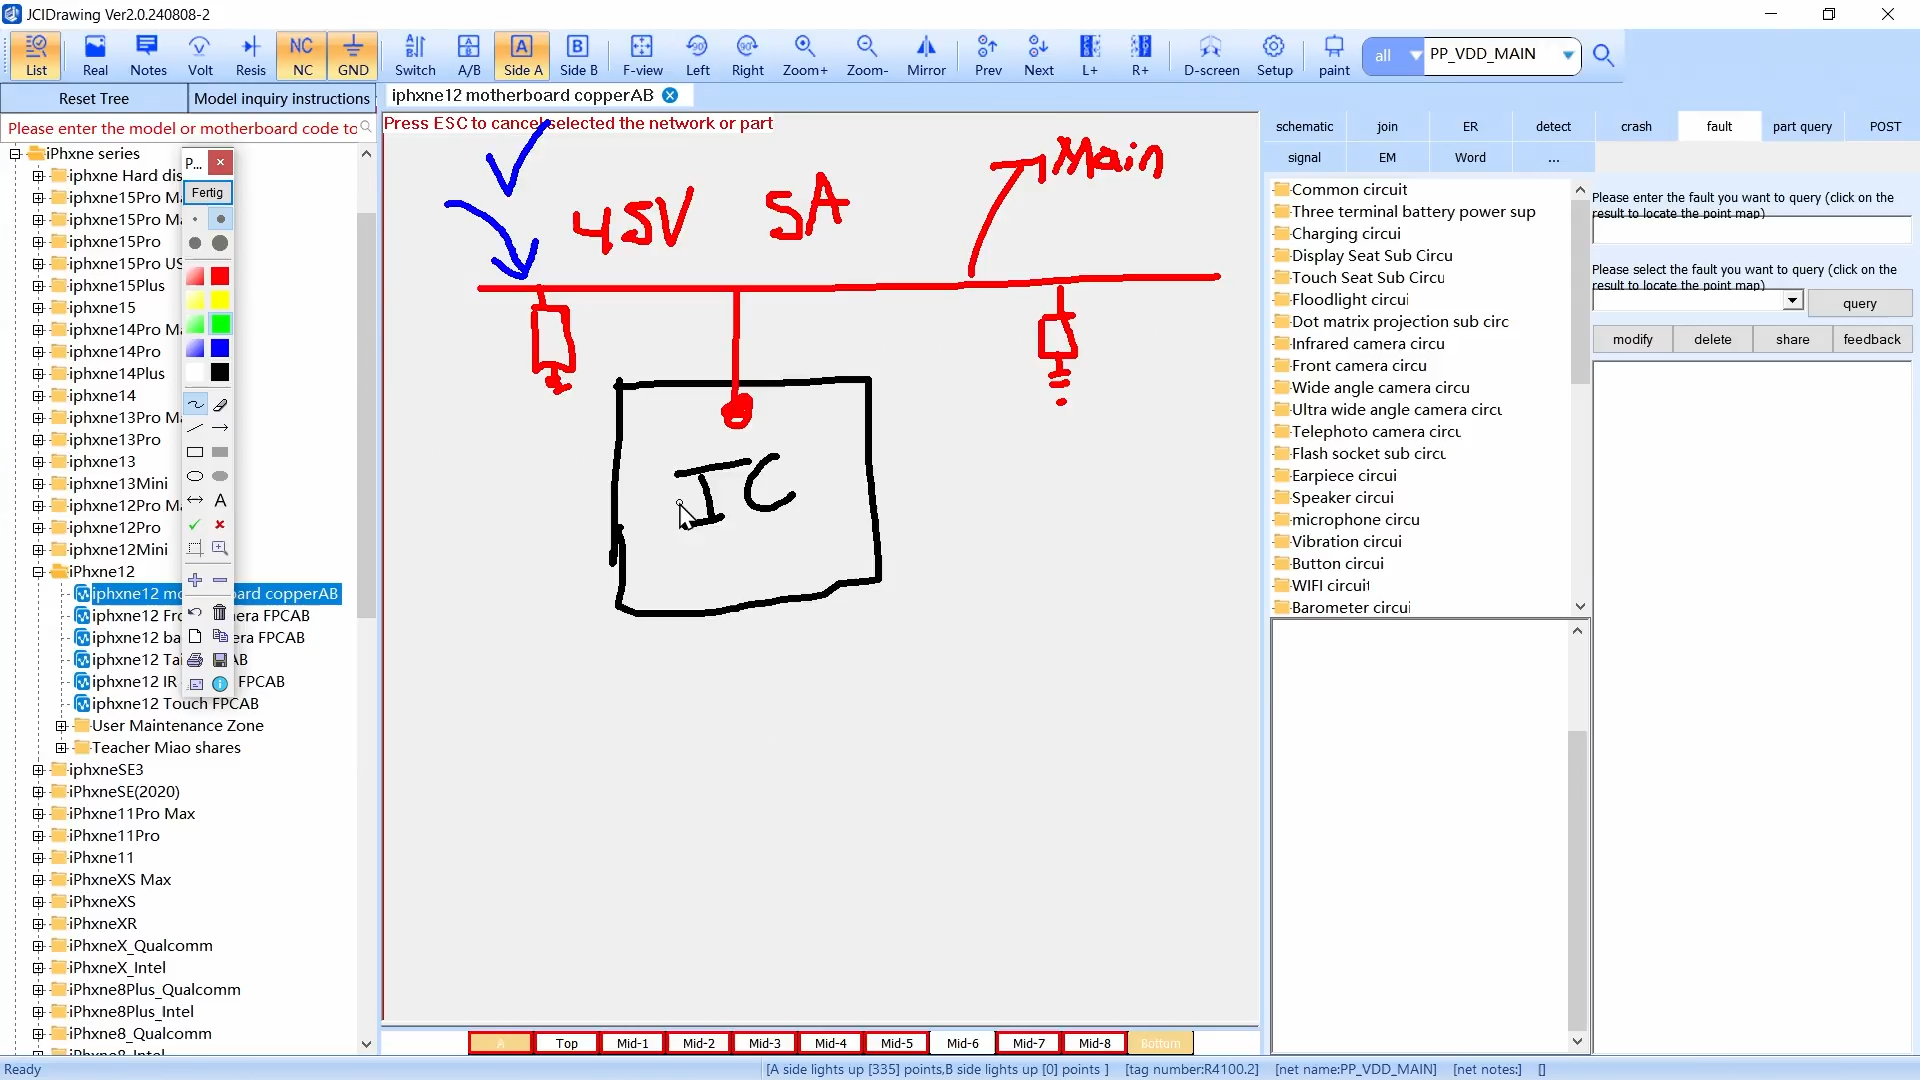 JCIDrawing Ver2.0.240808-2
List
Real
Notes
Volt
Resis
NC
NC
GND
Switch
A/B
A/B
A
Side A
B
Side B
F-view
90
Left
90
Right
Zoom+
Zoom-
Mirror
Prev
Next
L+
R+
D-screen
Setup
paint
all
PP_VDD_MAIN
Reset Tree
Model inquiry instructions
iphxne12 motherboard copperAB
Please enter the model or motherboard code to
iPhxne series
iphxne Hard dis
iphxne15Pro Ma
iphxne15Pro Ma
iphxne15Pro
iphxne15Pro US
iphxne15Plus
iphxne15
iphxne14Pro Ma
iphxne14Pro
iphxne14Plus
iphxne14
iphxne13Pro Ma
iphxne13Pro
iphxne13
iphxne13Mini
iphxne12Pro Ma
iphxne12Pro
iphxne12Mini
iPhxne12
iphxne12 mo ard copperAB
iphxne12 Fro era FPCAB
iphxne12 ba era FPCAB
iphxne12 Tai AB
iphxne12 IR FPCAB
iphxne12 Touch FPCAB
User Maintenance Zone
Teacher Miao shares
iphxneSE3
iPhxneSE(2020)
iPhxne11Pro Max
iPhxne11Pro
iPhxne11
iPhxneXS Max
iPhxneXS
iPhxneXR
iPhxneX_Qualcomm
iPhxneX_Intel
iPhxne8Plus_Qualcomm
iPhxne8Plus_Intel
iPhxne8_Qualcomm
iPhxne8_Intel
P...
Fertig
A
Press ESC to cancel selected the network or part
45V 5A Main
IC
A
Top
Mid-1
Mid-2
Mid-3
Mid-4
Mid-5
Mid-6
Mid-7
Mid-8
Bottom
schematic
join
ER
detect
crash
fault
part query
POST
signal
EM
Word
...
Common circuit
Three terminal battery power sup
Charging circui
Display Seat Sub Circu
Touch Seat Sub Circu
Floodlight circui
Dot matrix projection sub circ
Infrared camera circu
Front camera circu
Wide angle camera circu
Ultra wide angle camera circu
Telephoto camera circu
Flash socket sub circu
Earpiece circui
Speaker circui
microphone circu
Vibration circui
Button circui
WIFI circuit
Barometer circui
Please enter the fault you want to query (click on the
result to locate the point map)
Please select the fault you want to query (click on the
result to locate the point map)
query
modify
delete
share
feedback
Ready
[A side lights up [335] points,B side lights up [0] points ]
[tag number:R4100.2]
[net name:PP_VDD_MAIN]
[net notes:]
[]